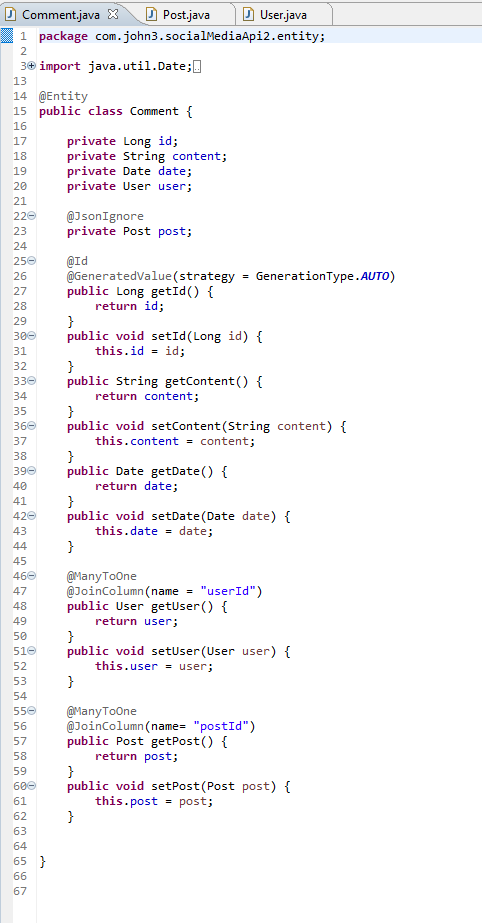 Comment.java Post.java User.java
1 package com.john3.socialMediaApi2.entity;
2
3 import java.util.Date;
13
14 @Entity
15 public class Comment {
16
17     private Long id;
18     private String content;
19     private Date date;
20     private User user;
21
22     @JsonIgnore
23     private Post post;
24
25     @Id
26     @GeneratedValue(strategy = GenerationType.AUTO)
27     public Long getId() {
28         return id;
29     }
30     public void setId(Long id) {
31         this.id = id;
32     }
33     public String getContent() {
34         return content;
35     }
36     public void setContent(String content) {
37         this.content = content;
38     }
39     public Date getDate() {
40         return date;
41     }
42     public void setDate(Date date) {
43         this.date = date;
44     }
45
46     @ManyToOne
47     @JoinColumn(name = "userId")
48     public User getUser() {
49         return user;
50     }
51     public void setUser(User user) {
52         this.user = user;
53     }
54
55     @ManyToOne
56     @JoinColumn(name= "postId")
57     public Post getPost() {
58         return post;
59     }
60     public void setPost(Post post) {
61         this.post = post;
62     }
63
64
65 }
66
67